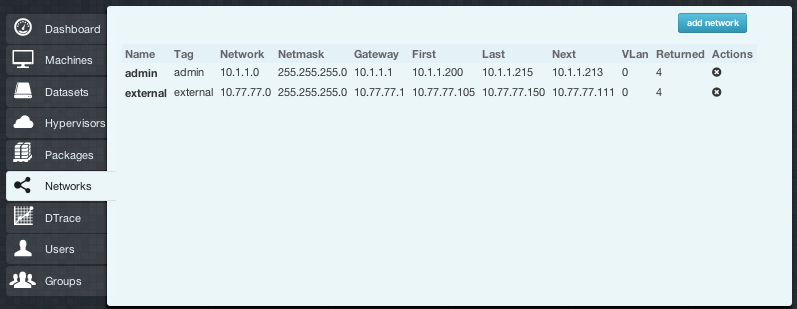 add network
Dashboard
Machines
Datasets
Hypervisors
Packages
Networks
DTrace
Users
Groups
Name Tag Network Netmask Gateway First Last Next VLan Returned Actions
admin admin 10.1.1.0 255.255.255.0 10.1.1.1 10.1.1.200 10.1.1.215 10.1.1.213 0 4
external external 10.77.77.0 255.255.255.0 10.77.77.1 10.77.77.105 10.77.77.150 10.77.77.111 0 4